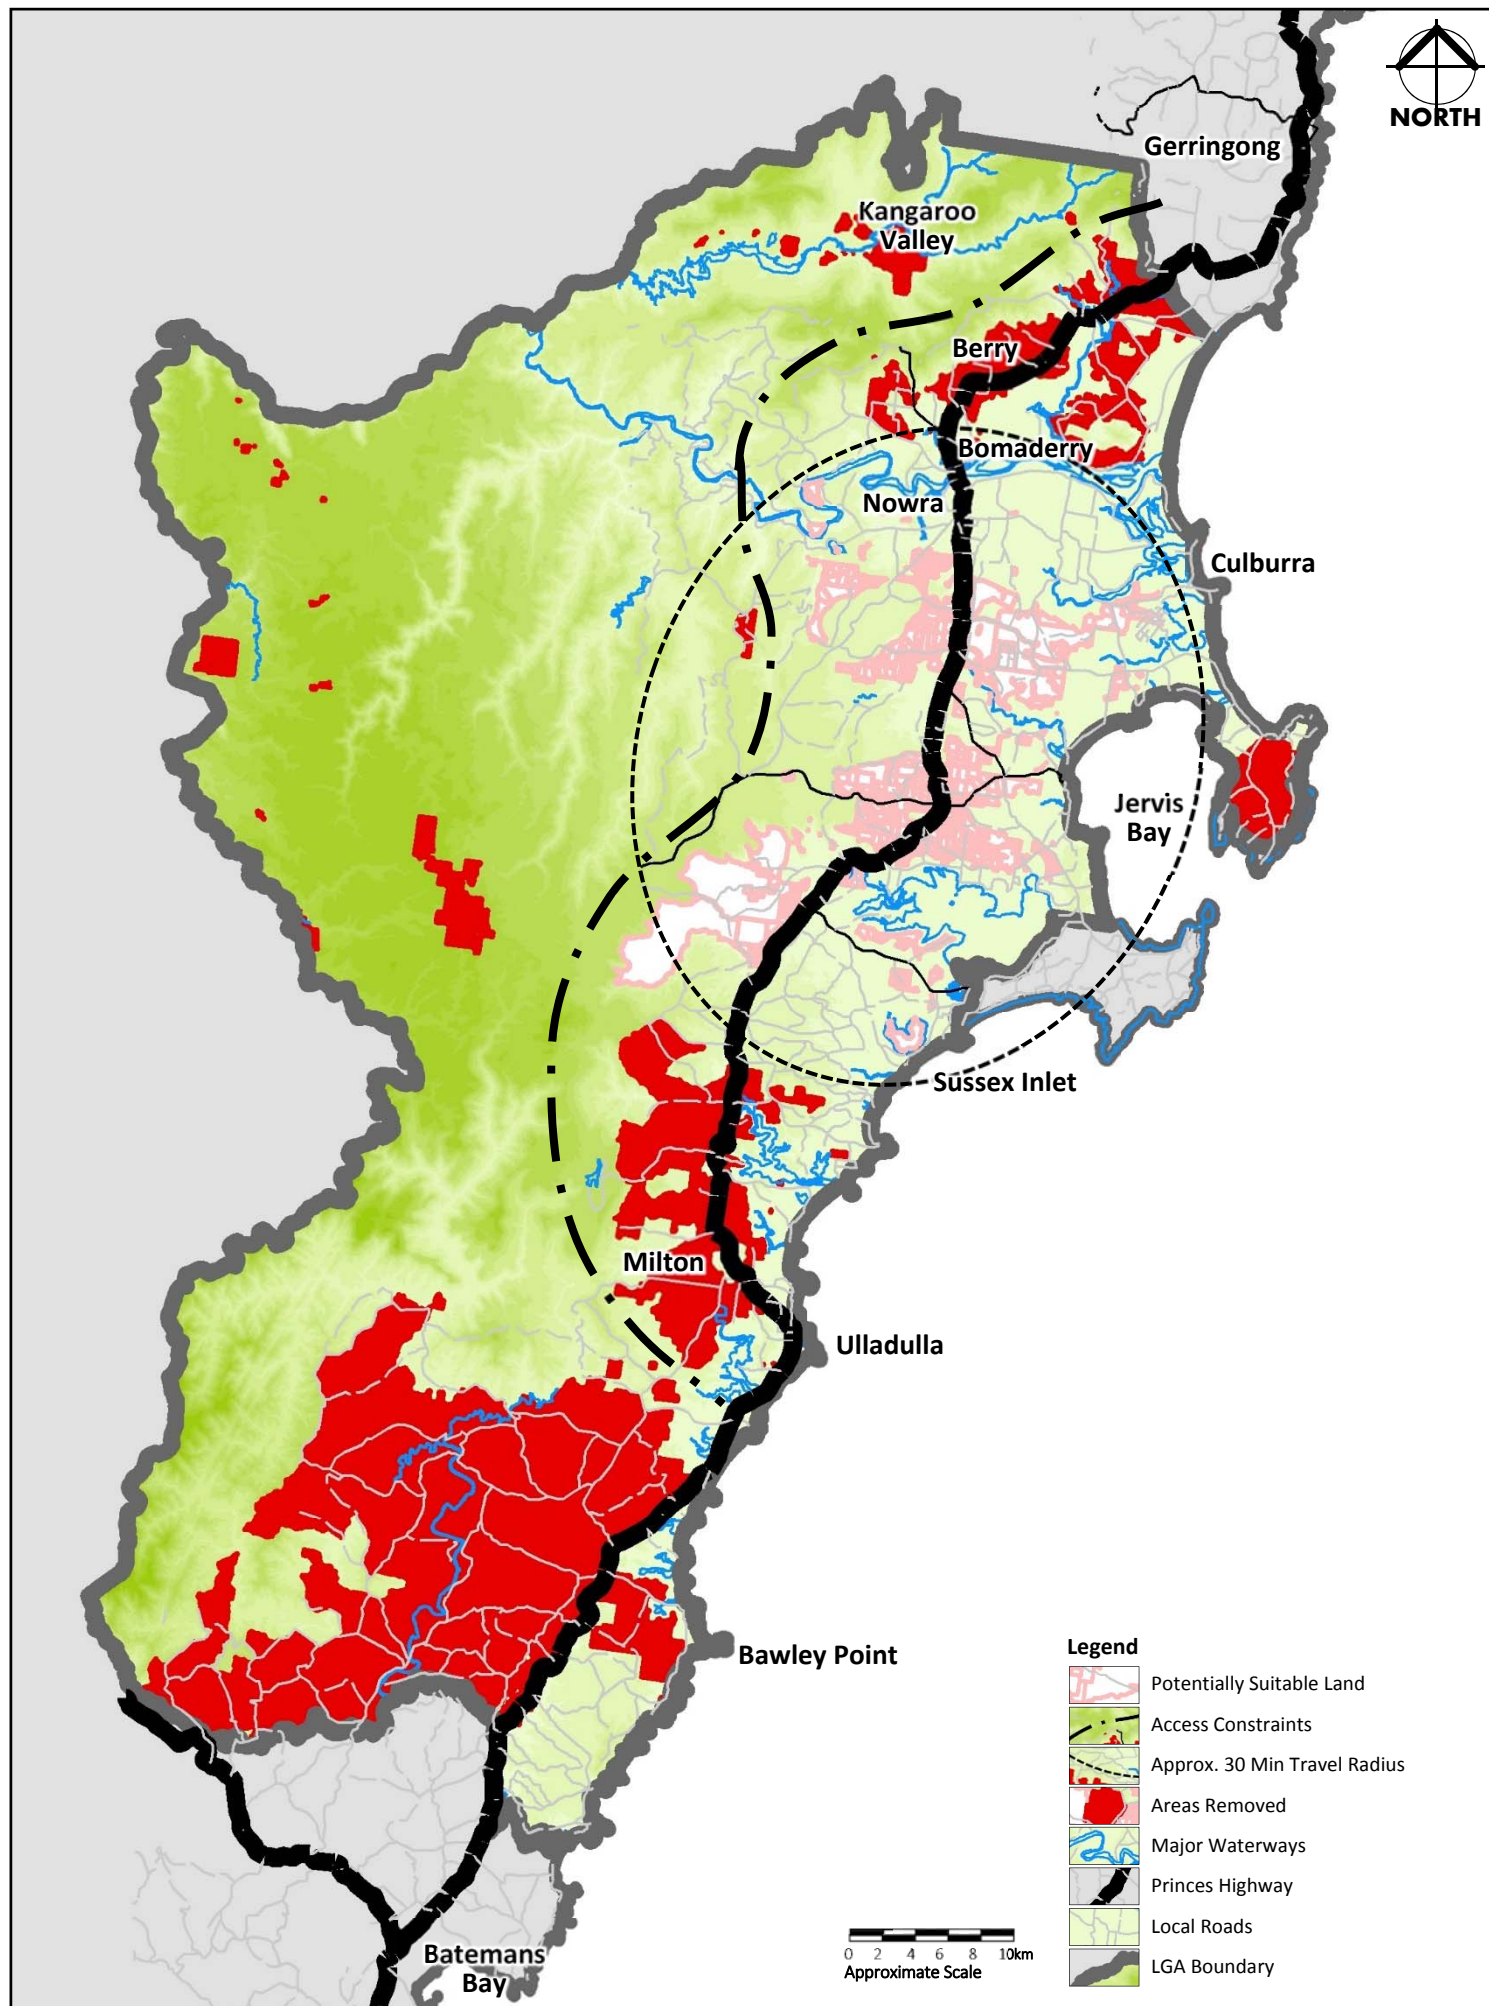 NORTH
Gerringong
Kangaroo
Valley
Berry
Bomaderry
Nowra
Culburra
Jervis
Bay
Sussex Inlet
Milton
Ulladulla
Bawley Point
Batemans
Bay
Legend
Potentially Suitable Land
Access Constraints
Approx. 30 Min Travel Radius
Areas Removed
Major Waterways
Princes Highway
Local Roads
LGA Boundary
0 2 4 6 8 10km
Approximate Scale